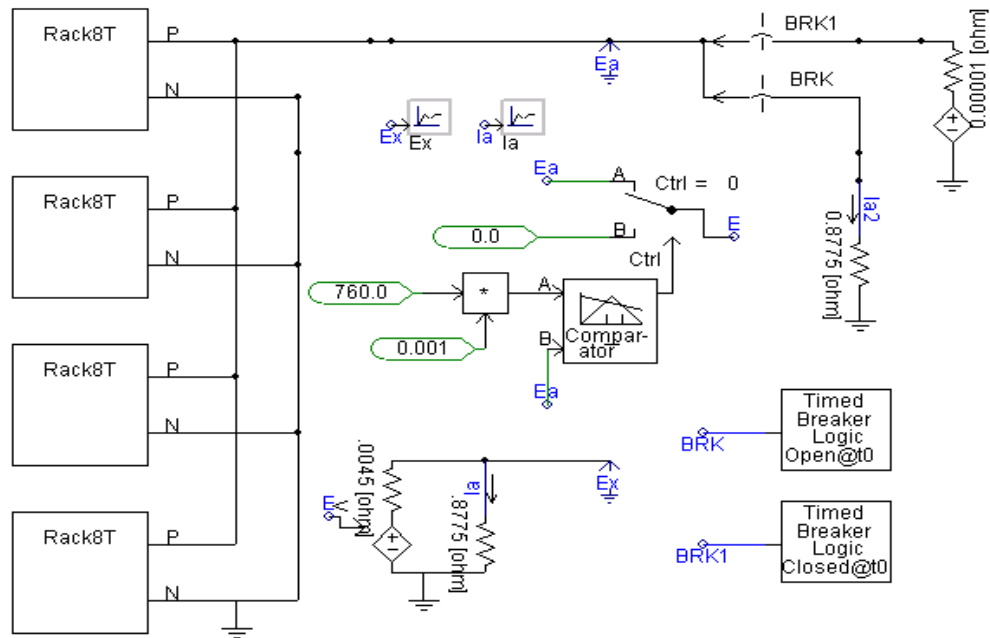 Rack8T
P
N
Rack8T
P
N
Rack8T
P
N
Rack8T
P
N
Ea
BRK1
BRK
0.00001 [ohm]
Ex
Ex
Ia
Ia
Ea
A
Ctrl = 0
B
0.0
E
Ctrl
Ia2
0.8775 [ohm]
760.0
*
A
0.001
B
Compar-
ator
Ea
.0045 [ohm]
E
V
Ia
.8775 [ohm]
Ex
BRK
Timed
Breaker
Logic
Open@t0
BRK1
Timed
Breaker
Logic
Closed@t0